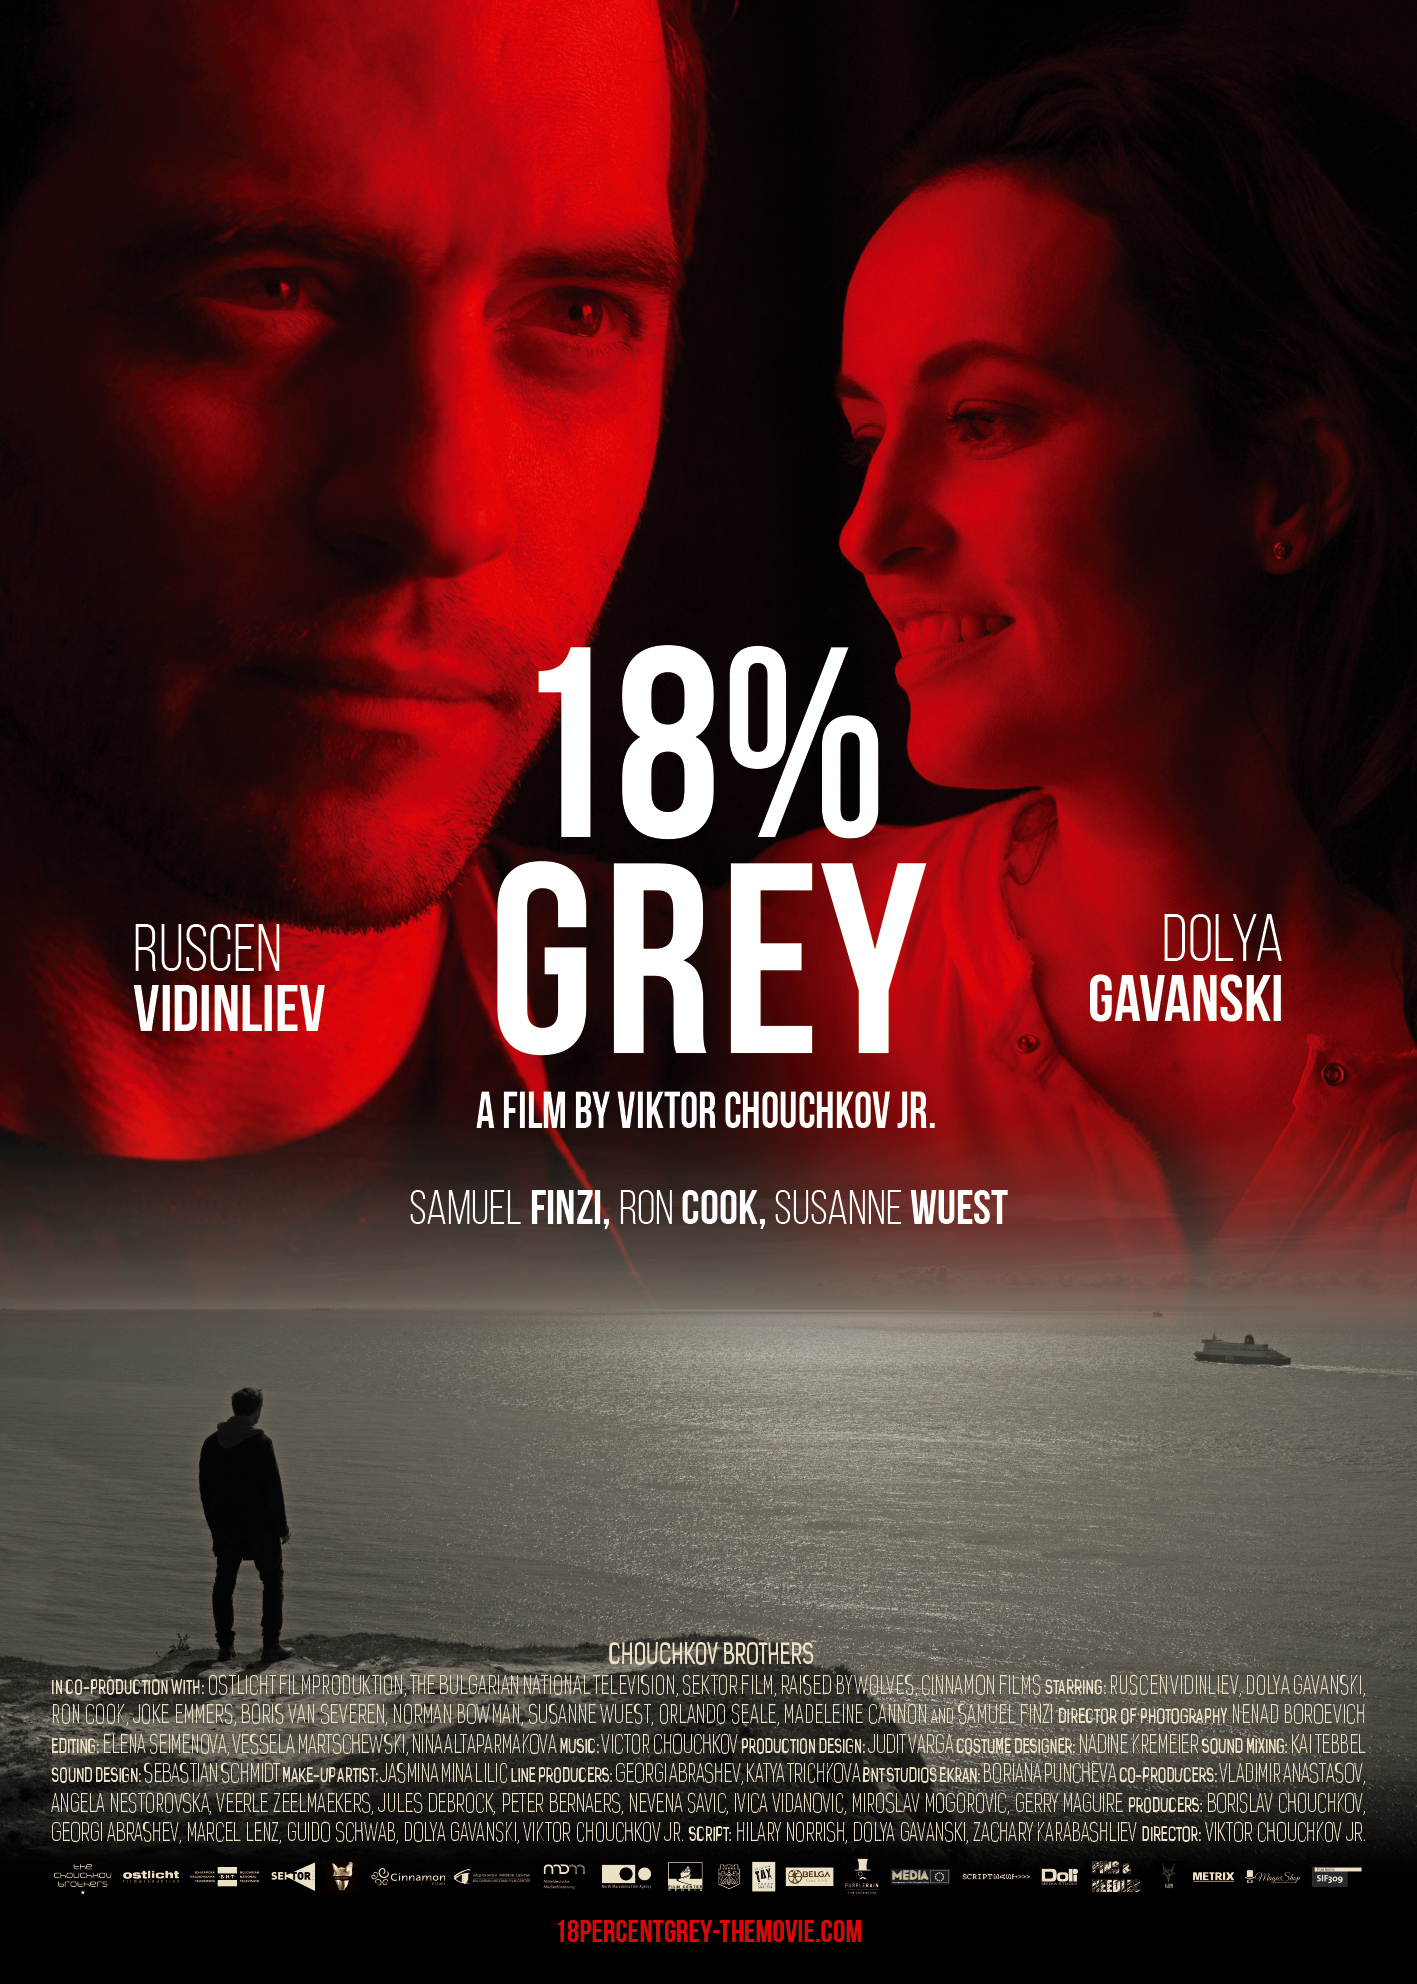 18%
GREY
RUSCEN
VIDINLIEV
DOLYA
GAVANSKI
A FILM BY VIKTOR CHOUCHKOV JR.
SAMUEL FINZI, RON COOK, SUSANNE WUEST
CHOUCHKOV BROTHERS
IN CO-PRODUCTION WITH: OSTLICHT FILMPRODUKTION, THE BULGARIAN NATIONAL TELEVISION, SEKTOR FILM, RAISED BY WOLVES, CINNAMON FILMS STARRING: RUSCEN VIDINLIEV, DOLYA GAVANSKI,
RON COOK, JOKE EMMERS, BORIS VAN SEVEREN, NORMAN BOWMAN, SUSANNE WUEST, ORLANDO SEALE, MADELEINE CANNON AND SAMUEL FINZI DIRECTOR OF PHOTOGRAPHY NENAD BOROEVICH
EDITING: ELENA SEIMENOVA, VESSELA MARTSCHEWSKI, NINA ALTAPARMAKOVA MUSIC: VICTOR CHOUCHKOV PRODUCTION DESIGN: JUDIT VARGA COSTUME DESIGNER: NADINE KREMEIER SOUND MIXING: KAI TEBBEL
SOUND DESIGN: SEBASTIAN SCHMIDT MAKE-UP ARTIST: JASMINA MINA LILIC LINE PRODUCERS: GEORGI ABRASHEV, KATYA TRICHKOVA BNT STUDIOS EKRAN: BORIANA PUNCHEVA CO-PRODUCERS: VLADIMIR ANASTASOV,
ANGELA NESTOROVSKA, VEERLE ZEELMAEKERS, JULES DEBROCK, PETER BERNAERS, NEVENA SAVIC, IVICA VIDANOVIC, MIROSLAV MOGOROVIC, GERRY MAGUIRE PRODUCERS: BORISLAV CHOUCHKOV,
GEORGI ABRASHEV, MARCEL LENZ, GUIDO SCHWAB, DOLYA GAVANSKI, VIKTOR CHOUCHKOV JR. SCRIPT: HILARY NORRISH, DOLYA GAVANSKI, ZACHARY KARABASHLIEV DIRECTOR: VIKTOR CHOUCHKOV JR.
the chouchkov brothers ostlicht SEKTOR Cinnamon mdm BELGA PURPLERAIN MEDIA SCRIPTEAST>>> Doli PINS & NEEDLES METRIX MagicShop SIF309
18PERCENTGREY-THEMOVIE.COM